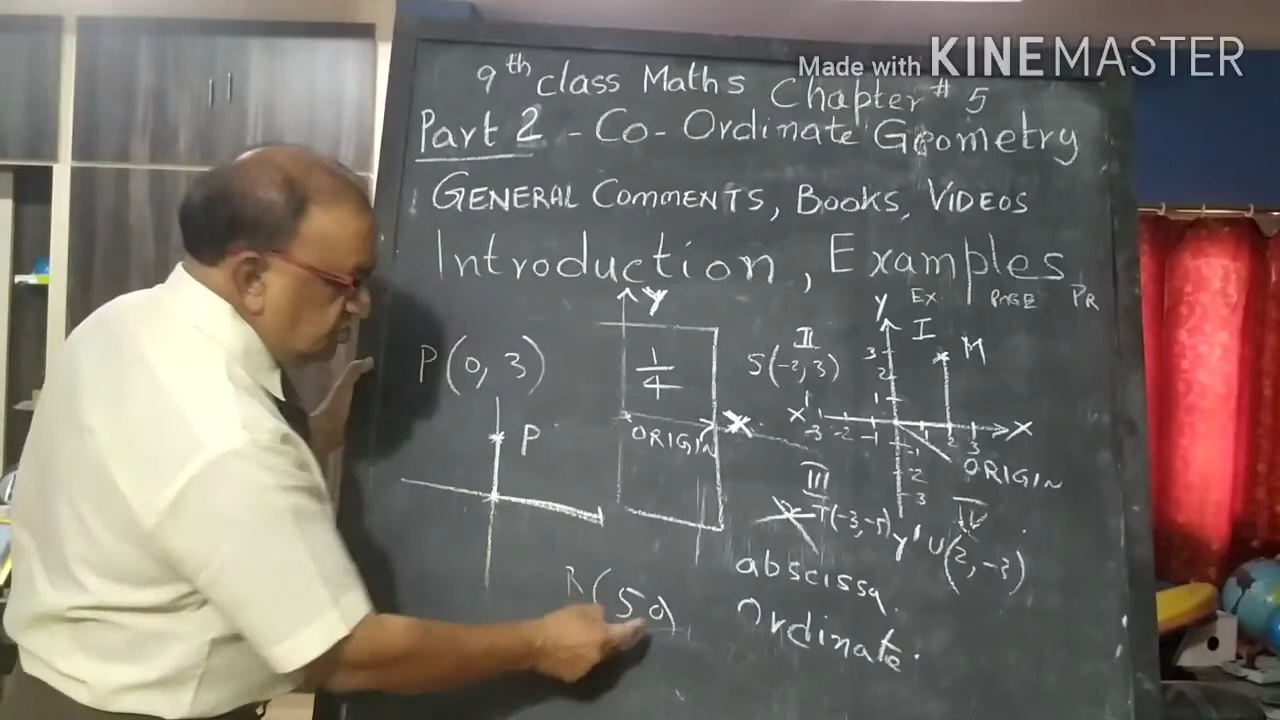 Made with KINEMASTER
9th class Maths Chapter # 5
Part 2 - Co-Ordinate Geometry
GENERAL COMMENTS, BOOKS, VIDEOS
Introduction, Examples
EX. PAGE PR
P(0, 3)
P
Y
1/4
ORIGIN
X
II
S(-2, 3)
Y
I
M
3
2
1
X'
-3 -2 -1
1 2 3
X
-1
-2
-3
ORIGIN
III
T(-3,-5)
Y'
IV
U(2, -3)
abscissa.
Ordinate.
(5 0)